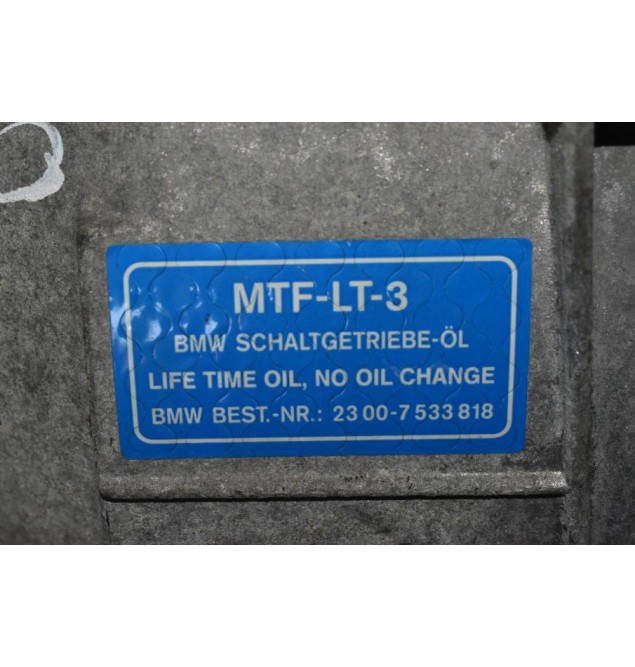 MTF-LT-3
BMW SCHALTGETRIEBE-ÖL
LIFE TIME OIL, NO OIL CHANGE
BMW BEST.-NR.: 23 00-7 533 818